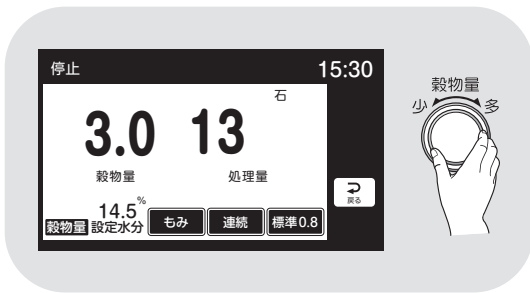 停止 15:30
石
3.0 13
穀物量 処理量
14.5%
穀物量 設定水分 もみ 連続 標準0.8
戻る
穀物量
少 多